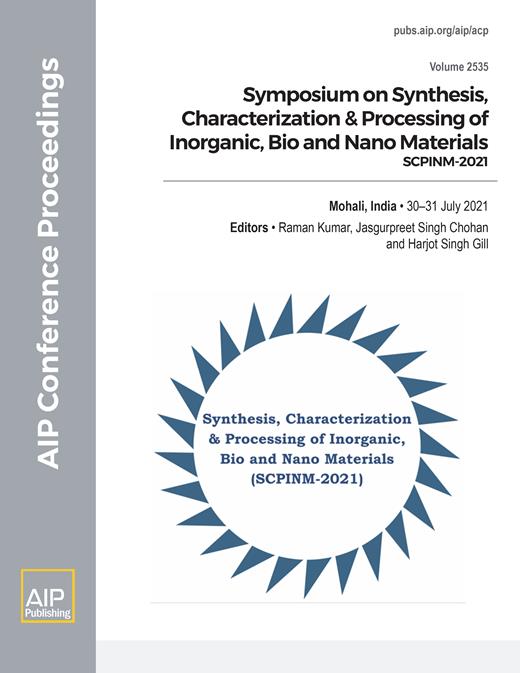 pubs.aip.org/aip/acp
Volume 2535
Symposium on Synthesis,
Characterization & Processing of
Inorganic, Bio and Nano Materials
SCPINM-2021
Mohali, India • 30–31 July 2021
Editors • Raman Kumar, Jasgurpreet Singh Chohan
and Harjot Singh Gill
AIP Conference Proceedings
Synthesis, Characterization
& Processing of Inorganic,
Bio and Nano Materials
(SCPINM-2021)
AIP
Publishing